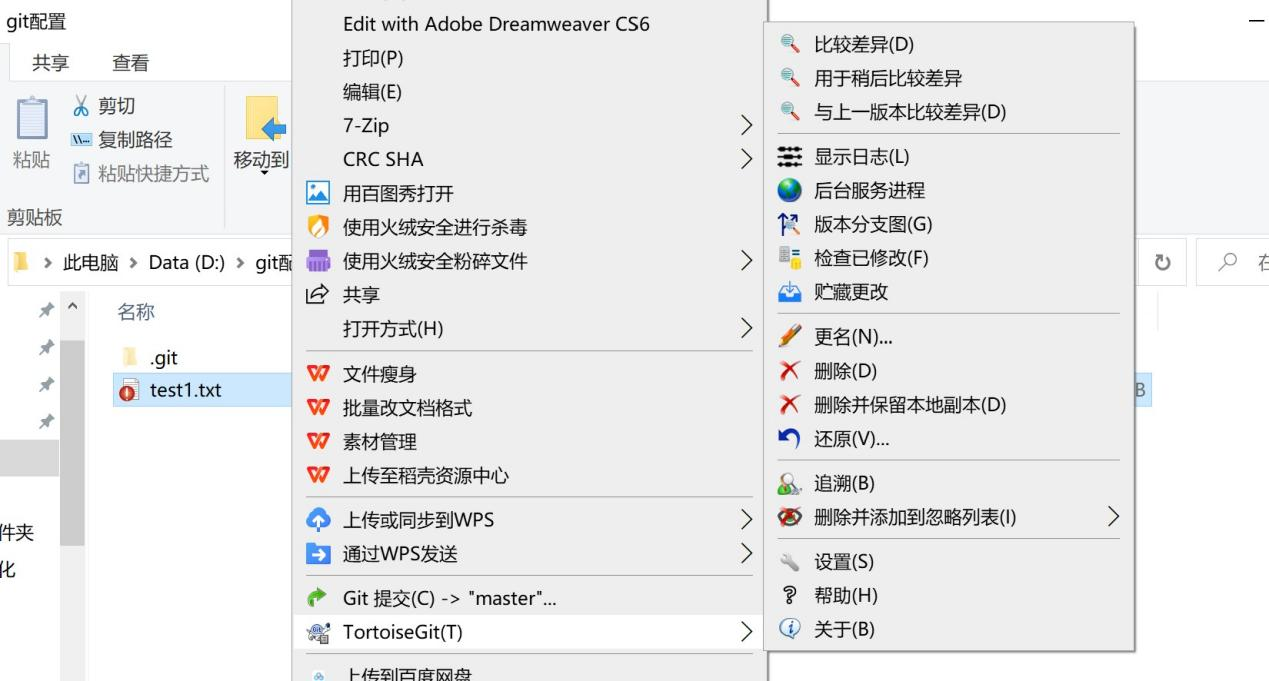 git配置
共享
查看
粘贴
剪切
复制路径
粘贴快捷方式
移动到
剪贴板
此电脑 > Data (D:) > git配
名称
.git
test1.txt
件夹
化
Edit with Adobe Dreamweaver CS6
打印(P)
编辑(E)
7-Zip
CRC SHA
用百图秀打开
使用火绒安全进行杀毒
使用火绒安全粉碎文件
共享
打开方式(H)
文件瘦身
批量改文档格式
素材管理
上传至稻壳资源中心
上传或同步到WPS
通过WPS发送
Git 提交(C) -> "master"...
TortoiseGit(T)
上传到百度网盘
比较差异(D)
用于稍后比较差异
与上一版本比较差异(D)
显示日志(L)
后台服务进程
版本分支图(G)
检查已修改(F)
贮藏更改
更名(N)...
删除(D)
删除并保留本地副本(D)
还原(V)...
追溯(B)
删除并添加到忽略列表(I)
设置(S)
帮助(H)
关于(B)
在
B